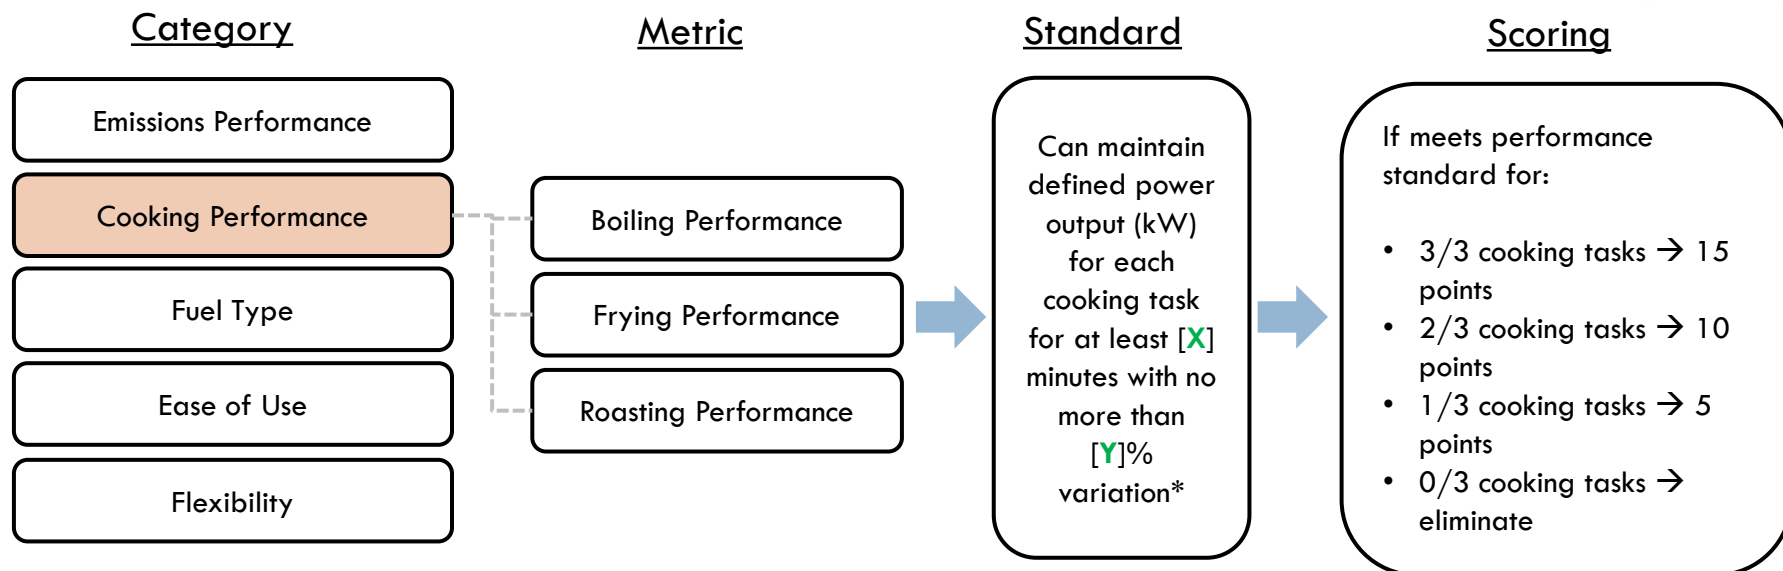 Category
Emissions Performance
Cooking Performance
Fuel Type
Ease of Use
Flexibility
Metric
Boiling Performance
Frying Performance
Roasting Performance
Standard
Can maintain
defined power
output (kW)
for each
cooking task
for at least [X]
minutes with no
more than
[Y]%
variation*
Scoring
If meets performance
standard for:
• 3/3 cooking tasks → 15
points
• 2/3 cooking tasks → 10
points
• 1/3 cooking tasks → 5
points
• 0/3 cooking tasks →
eliminate